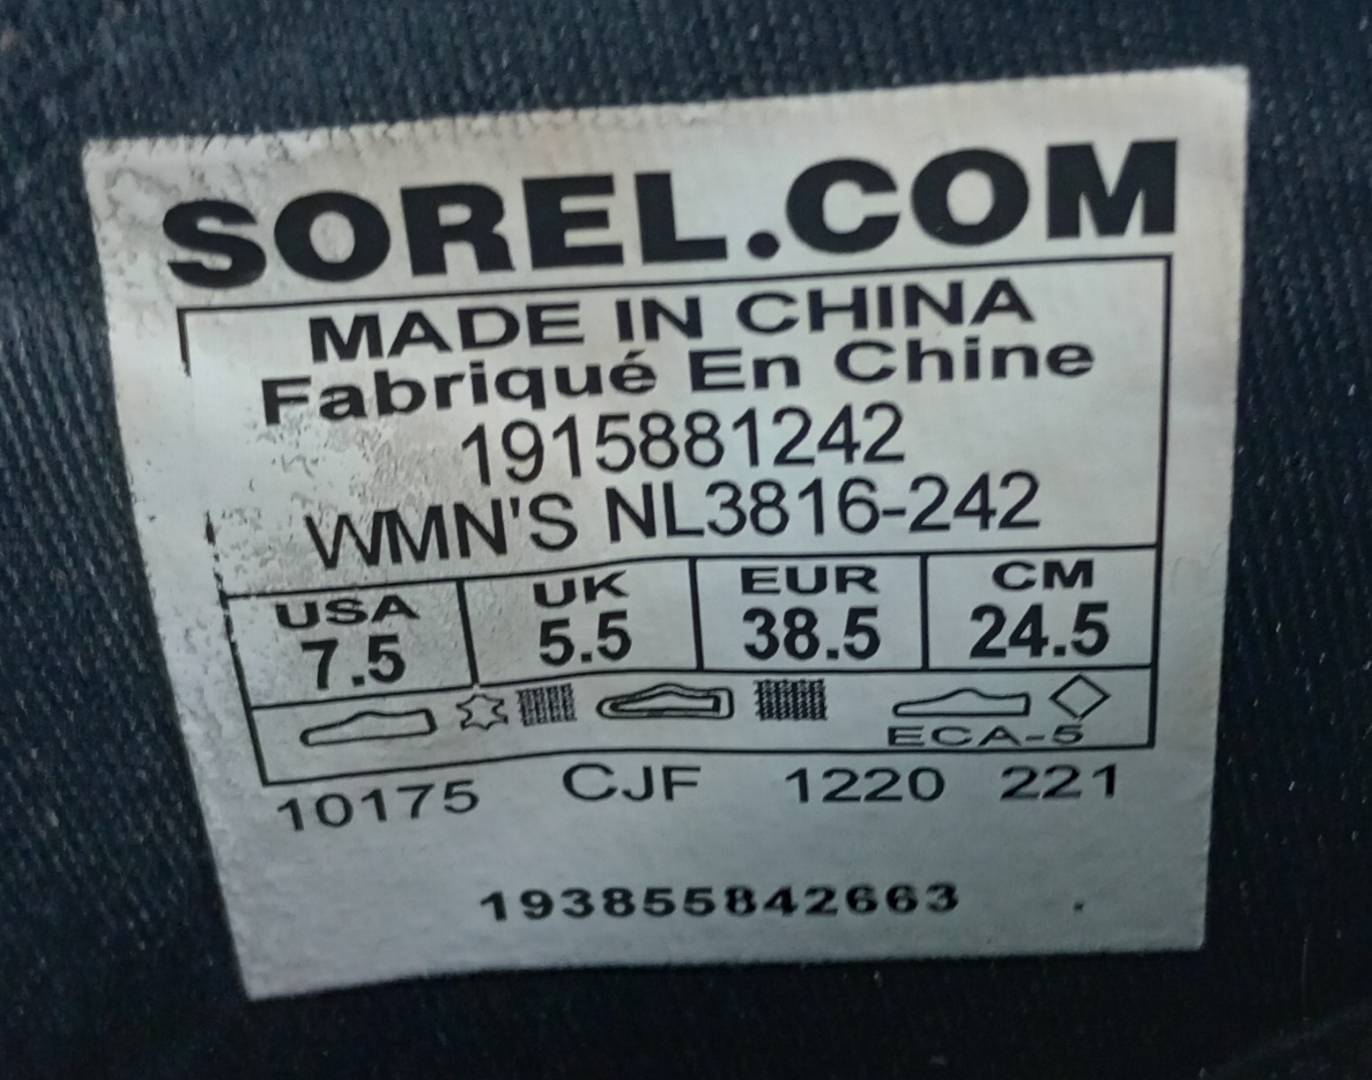 SOREL.COM
MADE IN CHINA
Fabriqué En Chine
1915881242
WMN'S NL3816-242
USA UK EUR CM
7.5 5.5 38.5 24.5
ECA-5
10175 CJF 1220 221
193855842663